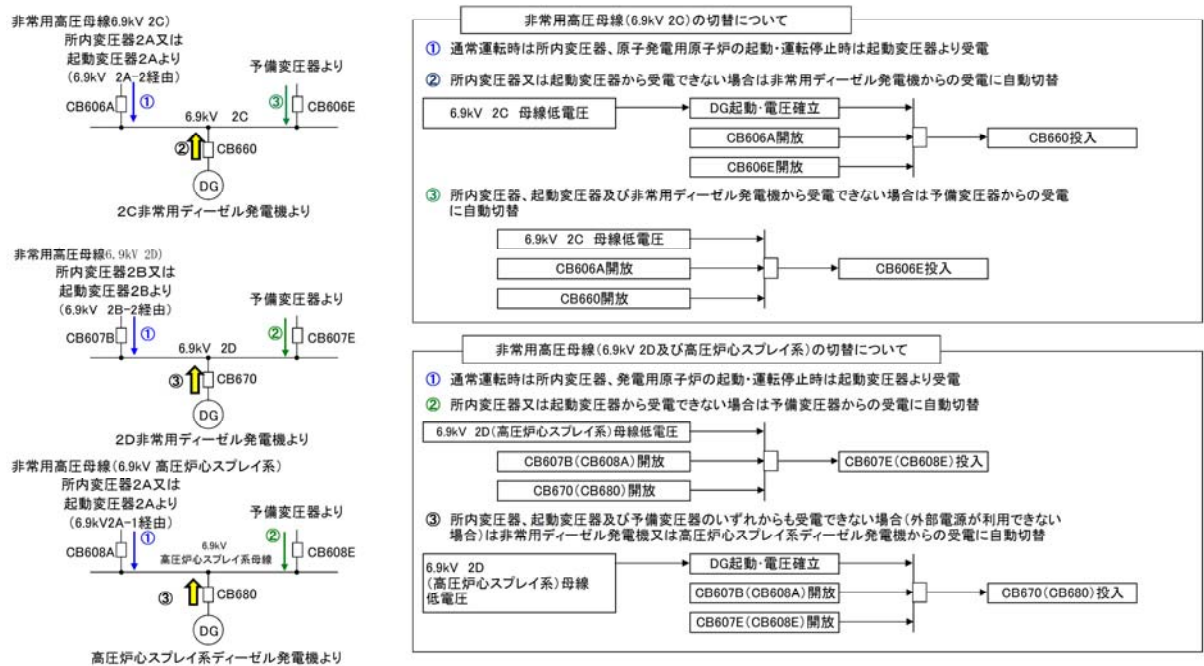 非常用高圧母線6.9kV 2C)
所内変圧器2A又は
起動変圧器2Aより
(6.9kV 2A-2経由)
予備変圧器より
CB606A
①
③
CB606E
6.9kV 2C
②
CB660
DG
2C非常用ディーゼル発電機より
非常用高圧母線6.9kV 2D)
所内変圧器2B又は
起動変圧器2Bより
(6.9kV 2B-2経由)
予備変圧器より
CB607B
①
②
CB607E
6.9kV 2D
③
CB670
DG
2D非常用ディーゼル発電機より
非常用高圧母線(6.9kV 高圧炉心スプレイ系)
所内変圧器2A又は
起動変圧器2Aより
(6.9kV2A-1経由)
予備変圧器より
CB608A
①
②
CB608E
6.9kV
高圧炉心スプレイ系母線
③
CB680
DG
高圧炉心スプレイ系ディーゼル発電機より
非常用高圧母線(6.9kV 2C)の切替について
① 通常運転時は所内変圧器、原子発電用原子炉の起動・運転停止時は起動変圧器より受電
② 所内変圧器又は起動変圧器から受電できない場合は非常用ディーゼル発電機からの受電に自動切替
6.9kV 2C 母線低電圧
DG起動・電圧確立
CB606A開放
CB660投入
CB606E開放
③ 所内変圧器、起動変圧器及び非常用ディーゼル発電機から受電できない場合は予備変圧器からの受電
に自動切替
6.9kV 2C 母線低電圧
CB606A開放
CB606E投入
CB660開放
非常用高圧母線(6.9kV 2D及び高圧炉心スプレイ系)の切替について
① 通常運転時は所内変圧器、発電用原子炉の起動・運転停止時は起動変圧器より受電
② 所内変圧器又は起動変圧器から受電できない場合は予備変圧器からの受電に自動切替
6.9kV 2D(高圧炉心スプレイ系)母線低電圧
CB607B(CB608A)開放
CB607E(CB608E)投入
CB670(CB680)開放
③ 所内変圧器、起動変圧器及び予備変圧器のいずれからも受電できない場合(外部電源が利用できない
場合)は非常用ディーゼル発電機又は高圧炉心スプレイ系ディーゼル発電機からの受電に自動切替
6.9kV 2D
(高圧炉心スプレイ系)母線
低電圧
DG起動・電圧確立
CB607B(CB608A)開放
CB670(CB680)投入
CB607E(CB608E)開放